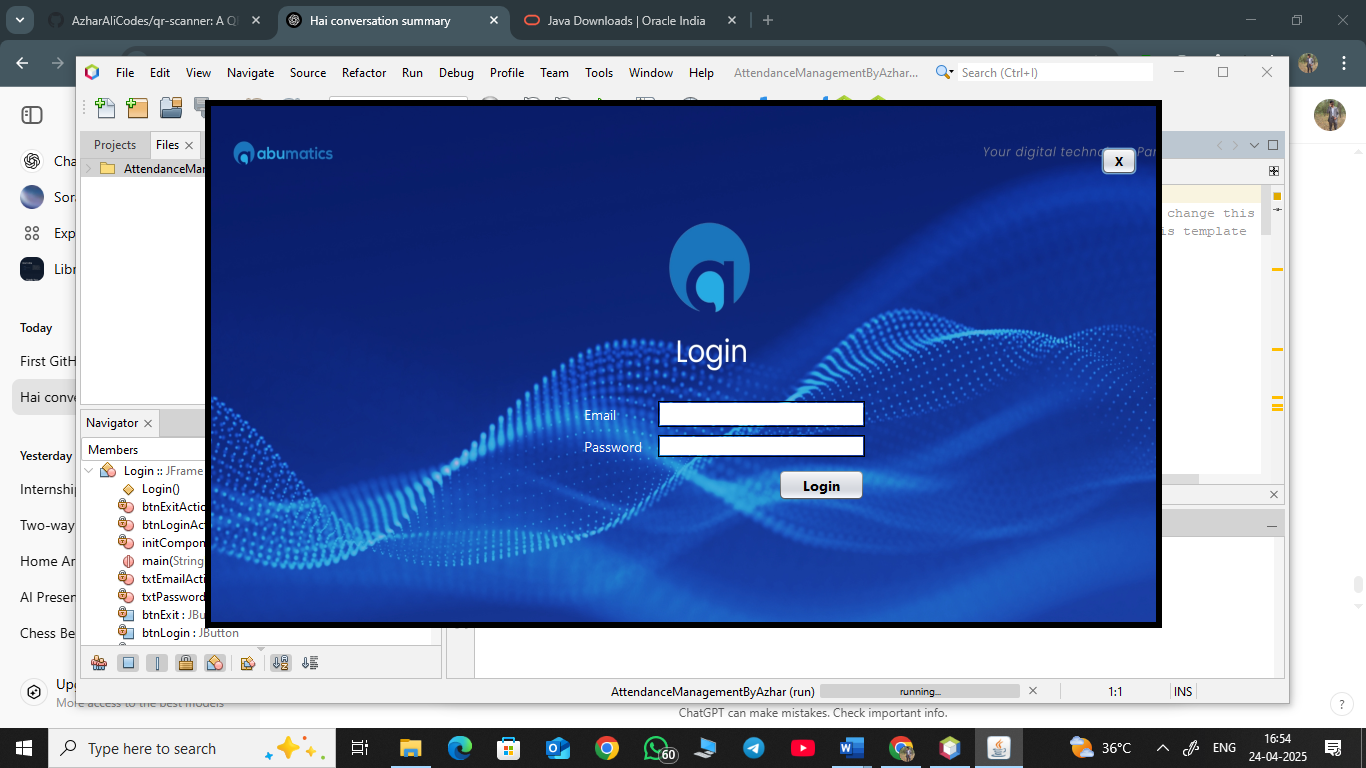 AzharAliCodes/qr-scanner: A Q
Hai conversation summary
Java Downloads | Oracle India
File Edit View Navigate Source Refactor Run Debug Profile Team Tools Window Help
AttendanceManagementByAzhar...
Search (Ctrl+I)
Projects
Files
AttendanceMan
abumatics
Your digital technol Par
X
change this
is template
Login
Email
Password
Login
Navigator
Members
Login :: JFrame
Login()
btnExitActio
btnLoginAct
initCompon
main(String
txtEmailActi
txtPassword
btnExit : JBu
btnLogin : JButton
Cha
Sora
Exp
Libr
Today
First GitH
Hai conve
Yesterday
Internshi
Two-way
Home Ar
AI Presen
Chess Be
Upg
More access to the best models
AttendanceManagementByAzhar (run)
running...
1:1
INS
ChatGPT can make mistakes. Check important info.
?
Type here to search
60
36°C
ENG
16:54
24-04-2025